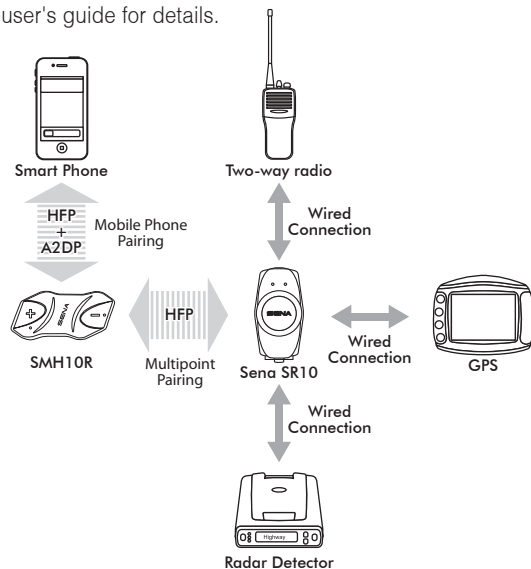 user's guide for details.
Smart Phone
Two-way radio
HFP
+
A2DP
Mobile Phone
Pairing
Wired
Connection
SENA
SMH10R
HFP
Multipoint
Pairing
SENA
Sena SR10
Wired
Connection
GPS
Wired
Connection
Highway
Radar Detector